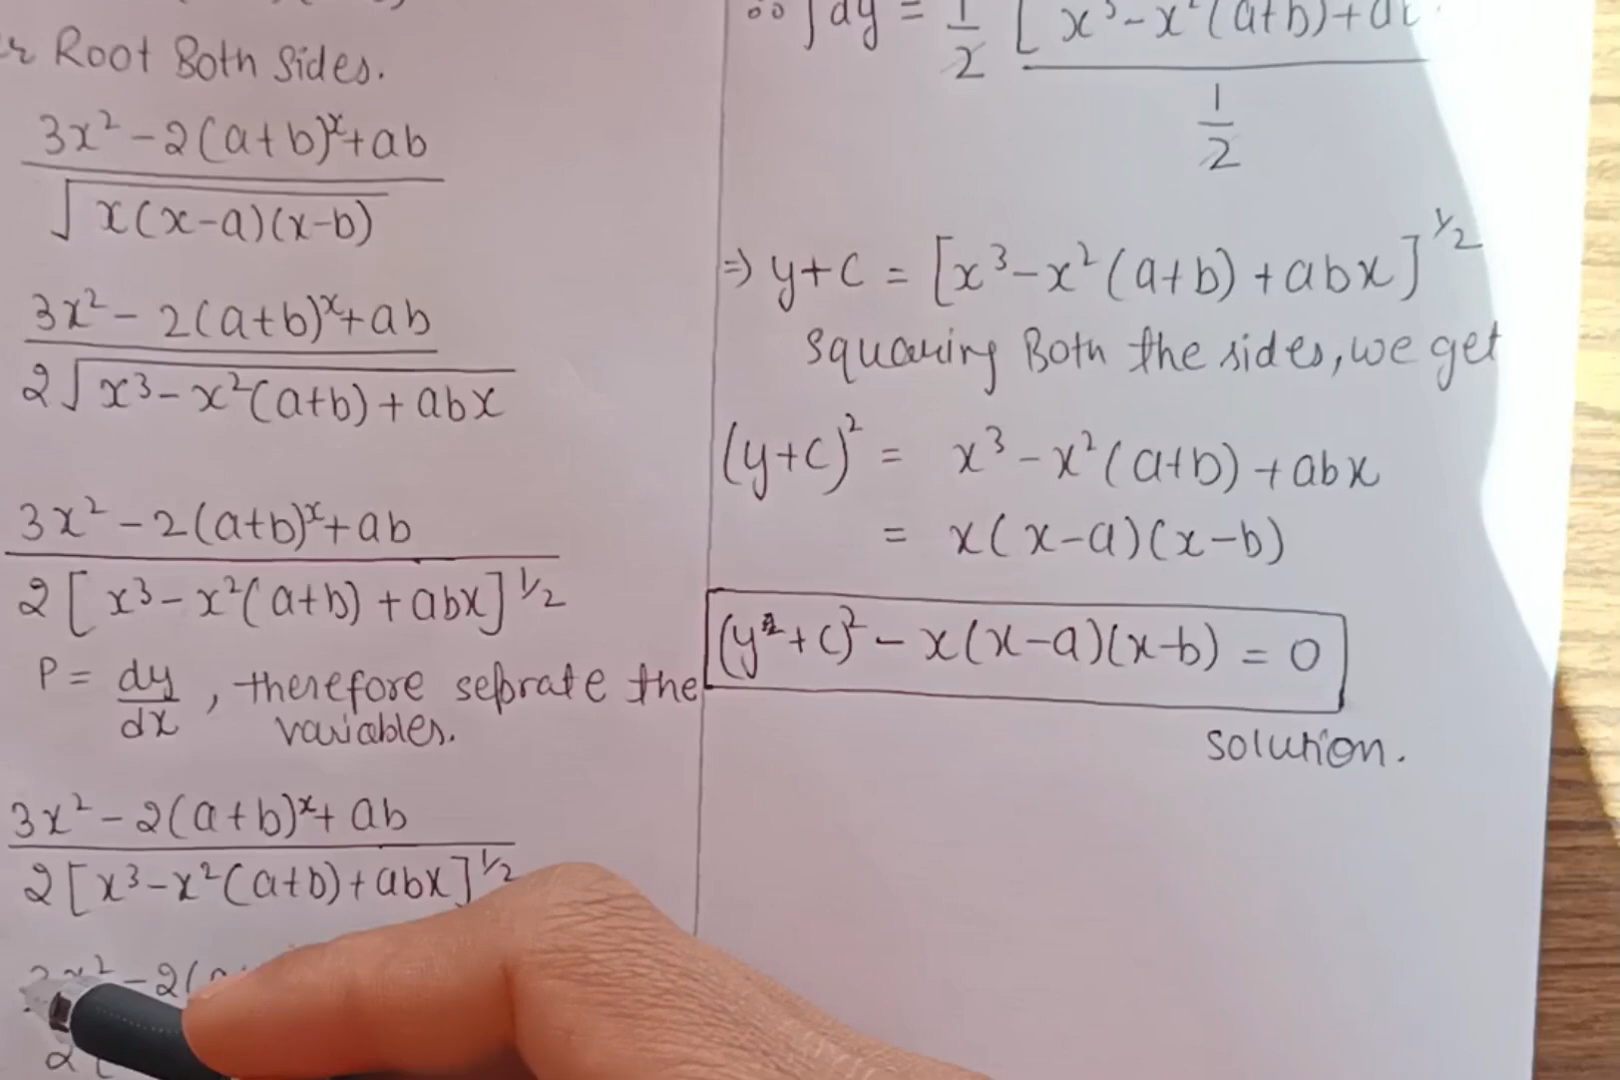 Root Both Sides.
3x² - 2(a+b)x + ab
√x(x-a)(x-b)
3x² - 2(a+b)x + ab
2√x³ - x²(a+b) + abx
3x² - 2(a+b)x + ab
2[x³ - x²(a+b) + abx]^1/2
P = dy/dx, therefore seprate the
variables.
3x² - 2(a+b)x + ab
2[x³ - x²(a+b) + abx]^1/2
∴ ∫dy = 1/2 [x³ - x²(a+b) +
1/2
⇒ y+c = [x³ - x²(a+b) + abx]^1/2
Squaring Both the sides, we get
(y+c)² = x³ - x²(a+b) + abx
= x(x-a)(x-b)
(y+c)² - x(x-a)(x-b) = 0
solution.